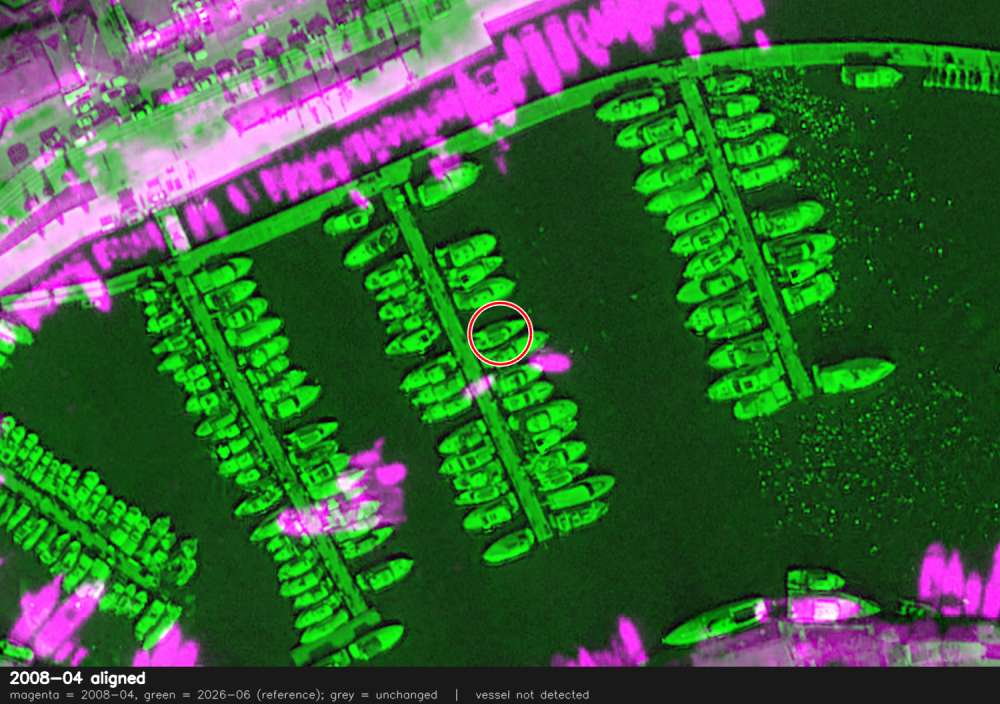 2008-04 aligned
magenta = 2008-04, green = 2026-06 (reference); grey = unchanged | vessel not detected